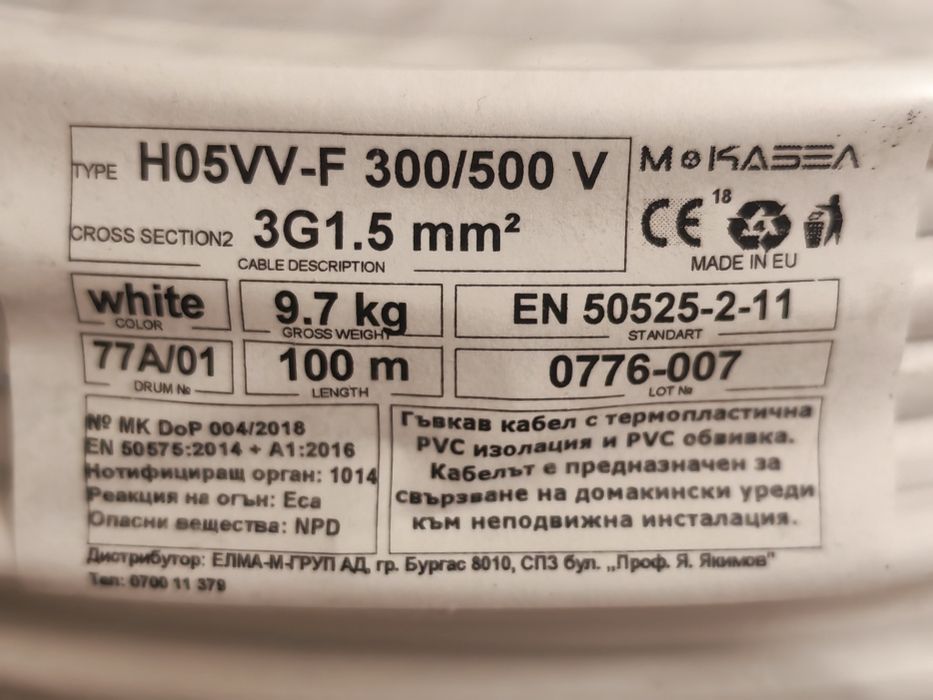 TYPE H05VV-F 300/500 V
CROSS SECTION2 3G1.5 mm²
CABLE DESCRIPTION
MOKABEL
CE 18
4
MADE IN EU
white
COLOR
9.7 kg
GROSS WEIGHT
EN 50525-2-11
STANDART
77A/01
DRUM №
100 m
LENGTH
0776-007
LOT №
№ MK DoP 004/2018
EN 50575:2014 + A1:2016
Нотифициращ орган: 1014
Реакция на огън: Eca
Опасни вещества: NPD
Гъвкав кабел с термопластична
PVC изолация и PVC обвивка.
Кабелът е предназначен за
свързване на домакински уреди
към неподвижна инсталация.
Дистрибутор: ЕЛМА-М-ГРУП АД, гр. Бургас 8010, СПЗ бул. „Проф. Я. Якимов"
Тел: 0700 11 379